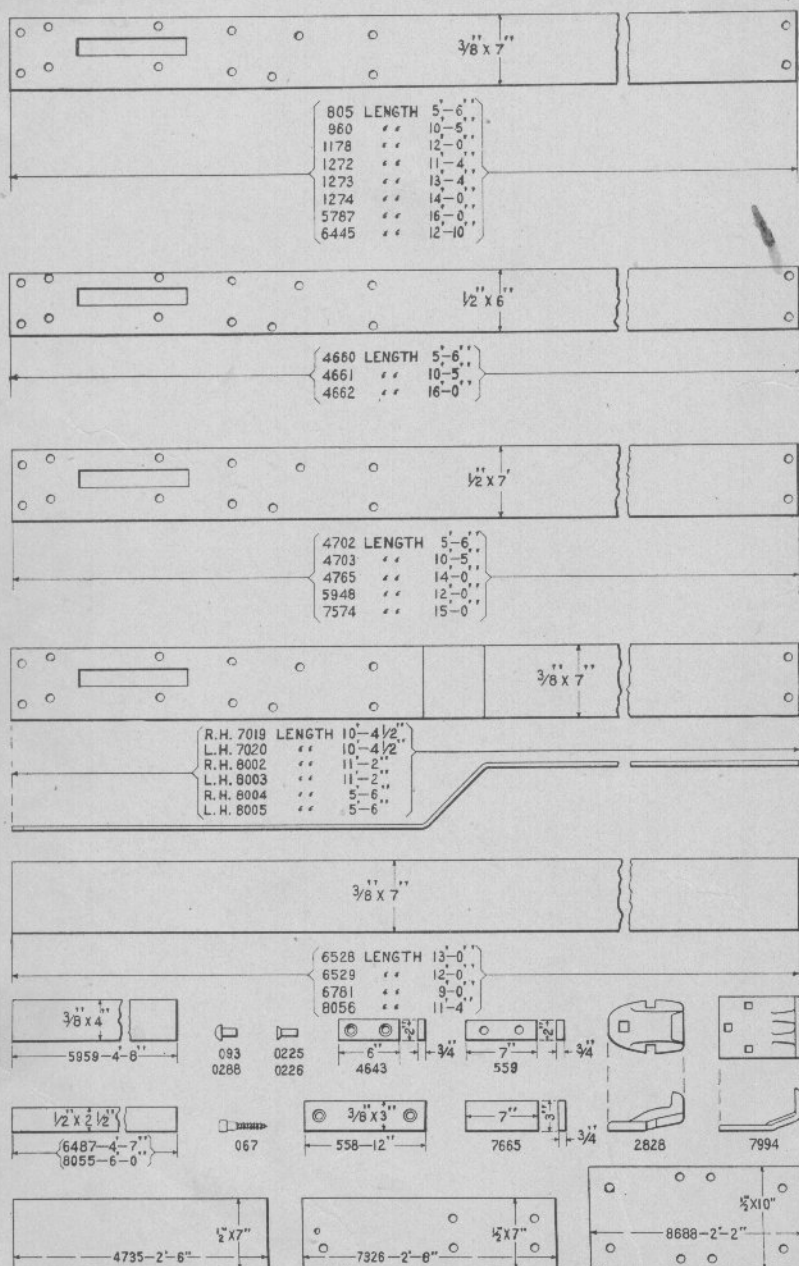 3/8" X 7"
805 LENGTH 5'-6"
960 " 10'-5"
1178 " 12'-0"
1272 " 11'-4"
1273 " 13'-4"
1274 " 14'-0"
5787 " 16'-0"
6445 " 12'-10"
1/2" X 6"
4660 LENGTH 5'-6"
4661 " 10'-5"
4662 " 16'-0"
1/2" X 7'
4702 LENGTH 5'-6"
4703 " 10'-5"
4765 " 14'-0"
5948 " 12'-0"
7574 " 15'-0"
3/8" X 7"
R.H. 7019 LENGTH 10'-4 1/2"
L.H. 7020 " 10'-4 1/2"
R.H. 8002 " 11'-2"
L.H. 8003 " 11'-2"
R.H. 8004 " 5'-6"
L.H. 8005 " 5'-6"
3/8" X 7"
6528 LENGTH 13'-0"
6529 " 12'-0"
6781 " 9'-0"
8056 " 11'-4"
3/8" X 4"
5959-4'-8"
093
0288
0225
0226
2"
6"
3/4"
4643
2"
7"
3/4"
559
1/2" X 2 1/2"
6487-4'-7"
8055-6'-0"
067
3/8" X 3"
558-12"
7"
3"
3/4"
7665
2828
7994
1/2" X 7"
4735-2'-6"
1/2" X 7"
7326-2'-8"
1/2" X 10"
8688-2'-2"